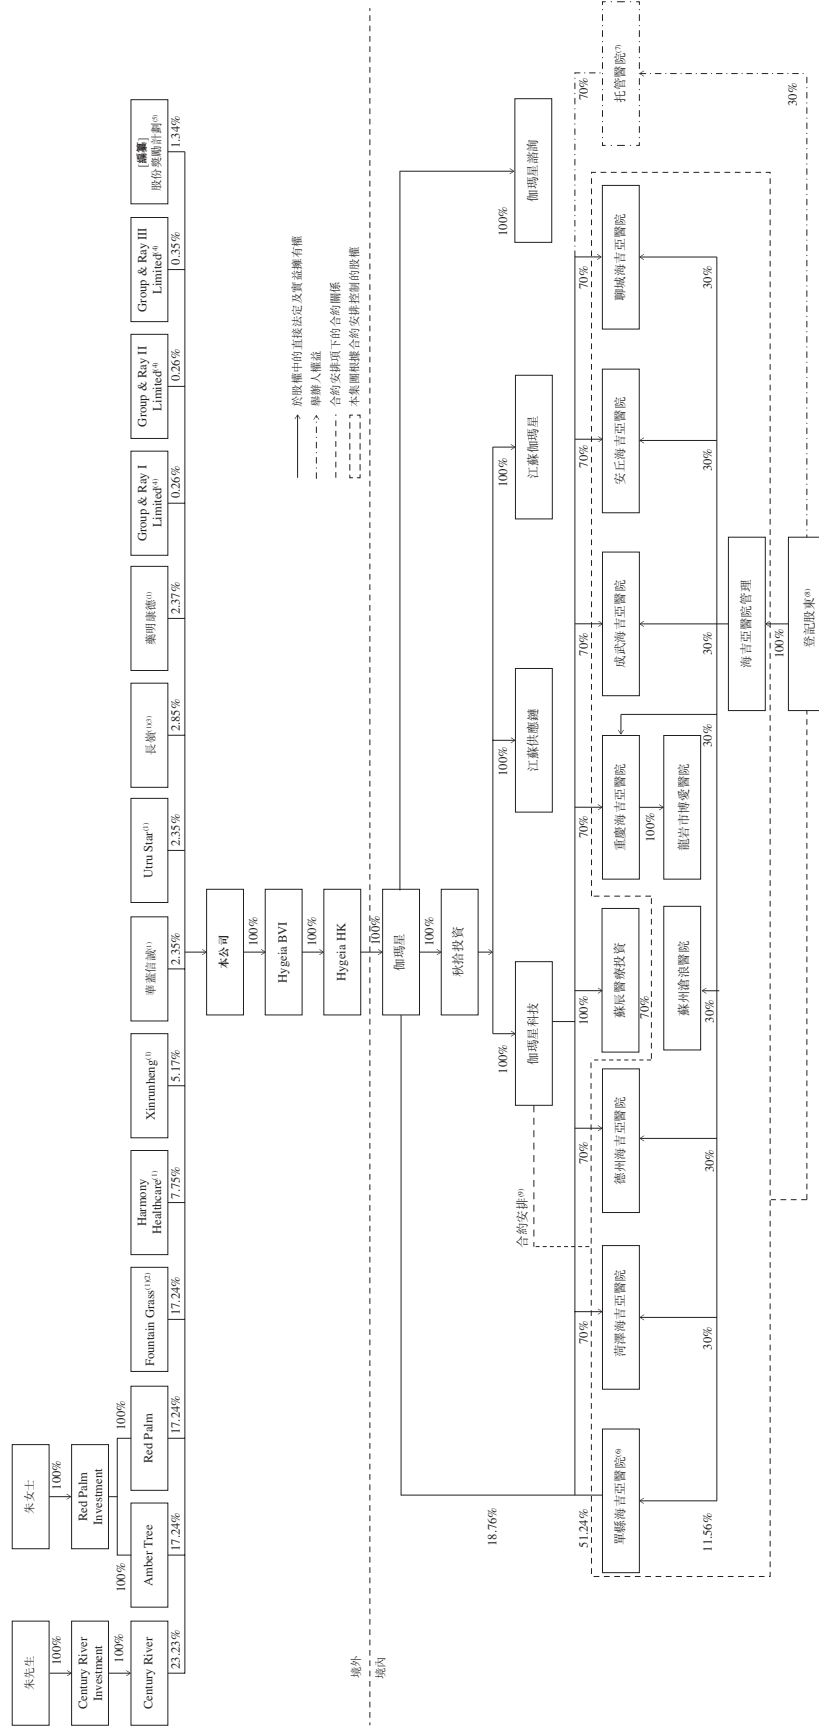 朱先生
朱女士
100%
100%
Century River
Investment
Red Palm
Investment
100%
100%
100%
Century River
Amber Tree
Red Palm
Fountain Grass(1)(2)
Harmony
Healthcare(1)
Xinrunheng(1)
華蓋信誠(1)
Utru Star(1)
長嶺(1)(3)
藥明康德(1)
Group & Ray I
Limited(4)
Group & Ray II
Limited(4)
Group & Ray III
Limited(4)
[編纂]
股份獎勵計劃(5)
23.23%
17.24%
17.24%
17.24%
7.75%
5.17%
2.35%
2.35%
2.85%
2.37%
0.26%
0.26%
0.35%
1.34%
本公司
100%
Hygeia BVI
100%
Hygeia HK
於股權中的直接法定及實益擁有權
舉辦人權益
合約安排項下的合約關係
本集團根據合約安排控制的股權
境外
境內
100%
伽瑪星
100%
秋拾投資
18.76%
100%
100%
100%
100%
伽瑪星科技
江蘇供應鏈
江蘇伽瑪星
伽瑪星諮詢
合約安排(9)
51.24%
70%
70%
100%
70%
70%
70%
70%
70%
單縣海吉亞醫院(6)
菏澤海吉亞醫院
德州海吉亞醫院
蘇辰醫療投資
重慶海吉亞醫院
成武海吉亞醫院
安丘海吉亞醫院
聊城海吉亞醫院
托管醫院(7)
70%
100%
蘇州滄浪醫院
龍岩市博愛醫院
11.56%
30%
30%
30%
30%
30%
30%
30%
30%
海吉亞醫院管理
100%
登記股東(8)